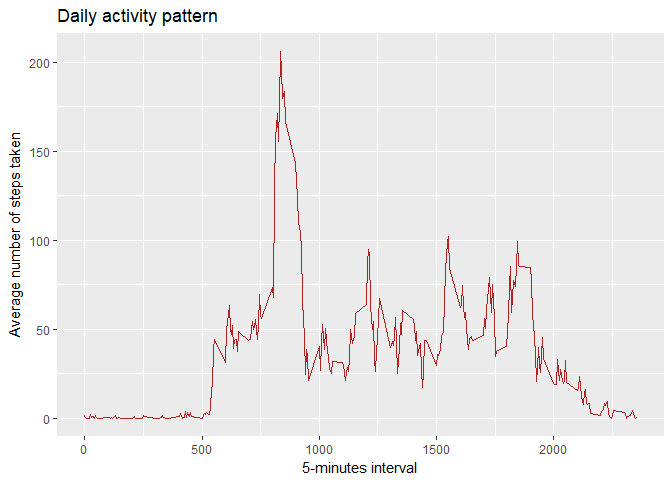 Daily activity pattern
Average number of steps taken
200
150
100
50
0
0 500 1000 1500 2000
5-minutes interval